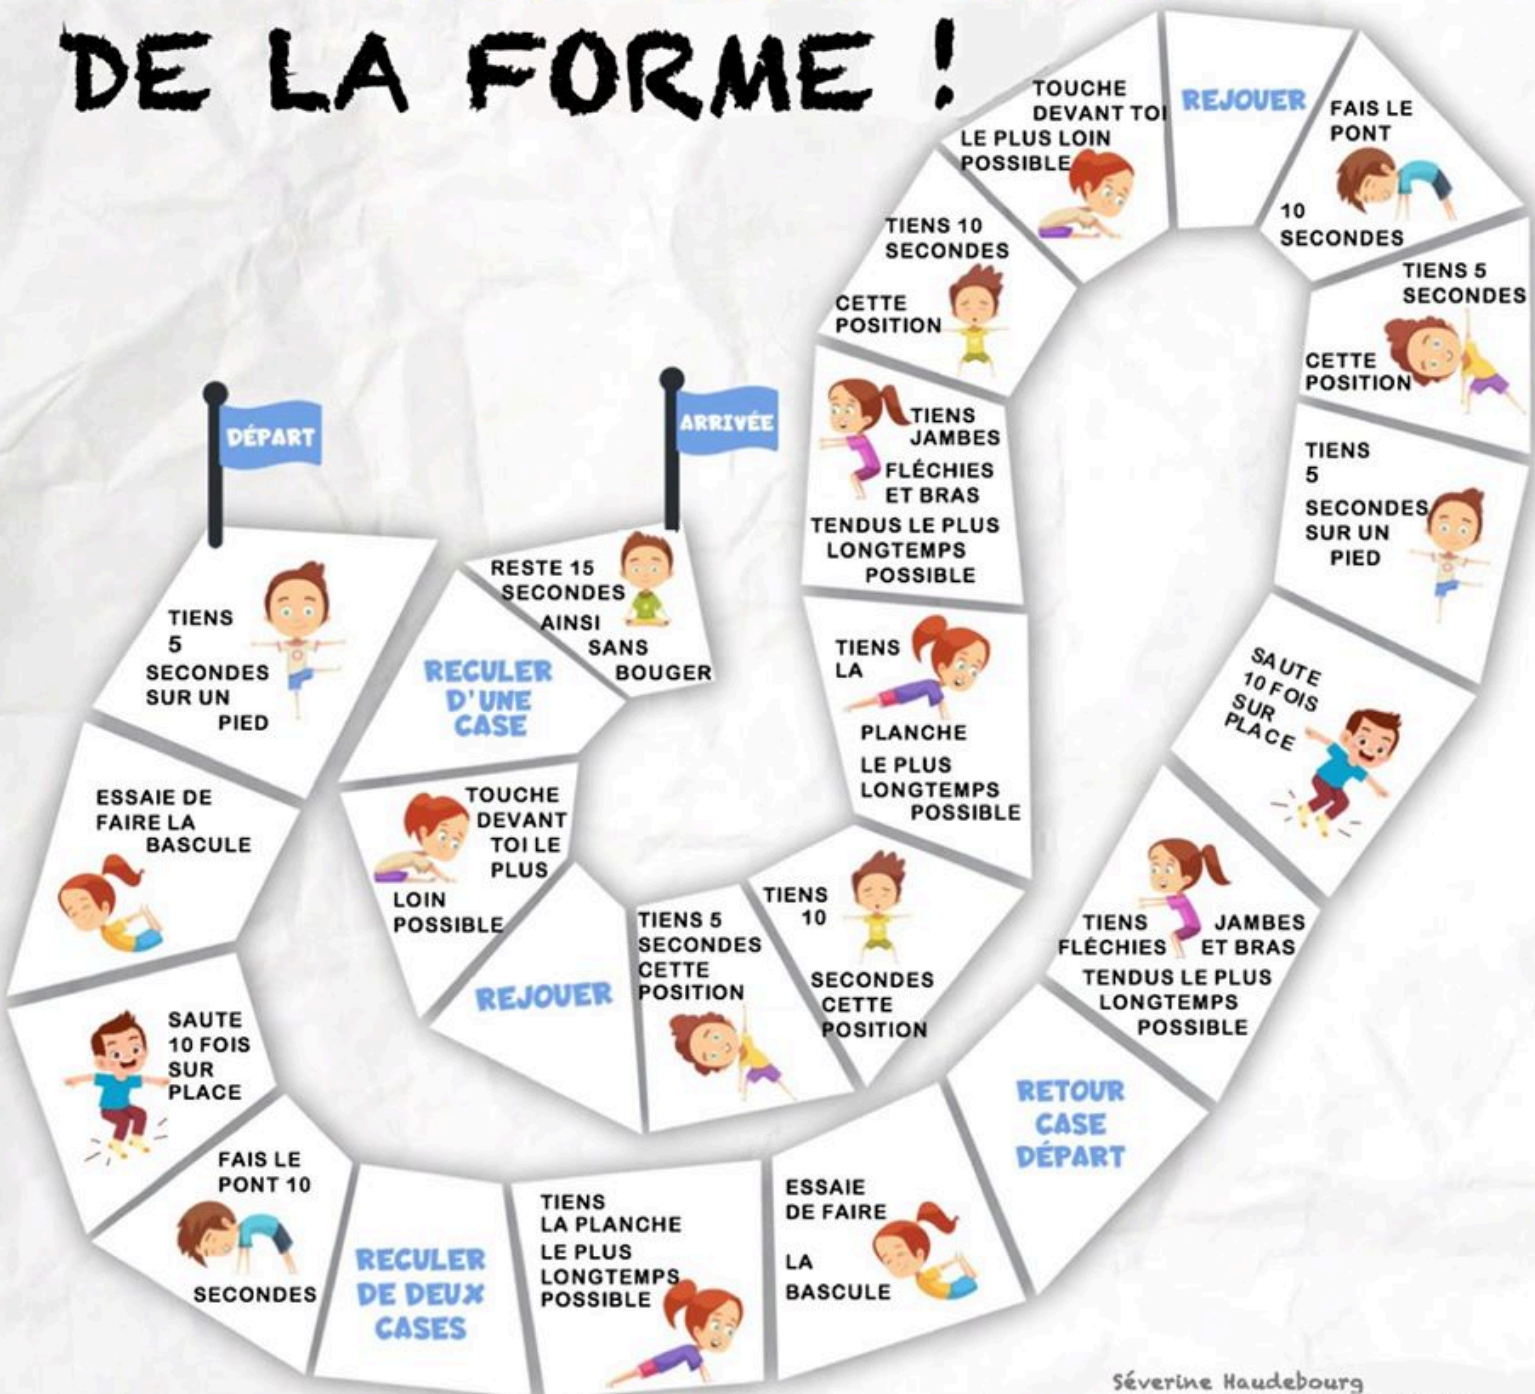 DE LA FORME !
DÉPART
TIENS
5
SECONDES
SUR UN
PIED
ESSAIE DE
FAIRE LA
BASCULE
SAUTE
10 FOIS
SUR
PLACE
FAIS LE
PONT 10
SECONDES
RECULER
DE DEUX
CASES
TIENS
LA PLANCHE
LE PLUS
LONGTEMPS
POSSIBLE
ESSAIE
DE FAIRE
LA
BASCULE
RETOUR
CASE
DÉPART
TIENS JAMBES
FLÉCHIES ET BRAS
TENDUS LE PLUS
LONGTEMPS
POSSIBLE
SAUTE
10 FOIS
SUR
PLACE
TIENS
5
SECONDES
SUR UN
PIED
TIENS 5
SECONDES
CETTE
POSITION
FAIS LE
PONT
10
SECONDES
REJOUER
TOUCHE
DEVANT TOI
LE PLUS LOIN
POSSIBLE
TIENS 10
SECONDES
CETTE
POSITION
TIENS
JAMBES
FLÉCHIES
ET BRAS
TENDUS LE PLUS
LONGTEMPS
POSSIBLE
TIENS
LA
PLANCHE
LE PLUS
LONGTEMPS
POSSIBLE
TIENS
10
SECONDES
CETTE
POSITION
TIENS 5
SECONDES
CETTE
POSITION
REJOUER
TOUCHE
DEVANT
TOI LE
PLUS
LOIN
POSSIBLE
RECULER
D'UNE
CASE
RESTE 15
SECONDES
AINSI
SANS
BOUGER
ARRIVÉE
Séverine Haudebourg